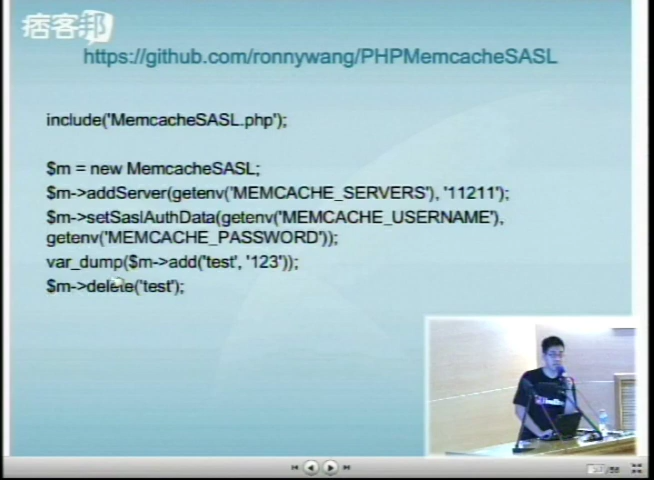 痞客邦
https://github.com/ronnywang/PHPMemcacheSASL
include('MemcacheSASL.php');
$m = new MemcacheSASL;
$m->addServer(getenv('MEMCACHE_SERVERS'), '11211');
$m->setSaslAuthData(getenv('MEMCACHE_USERNAME'),
getenv('MEMCACHE_PASSWORD'));
var_dump($m->add('test', '123'));
$m->delete('test');